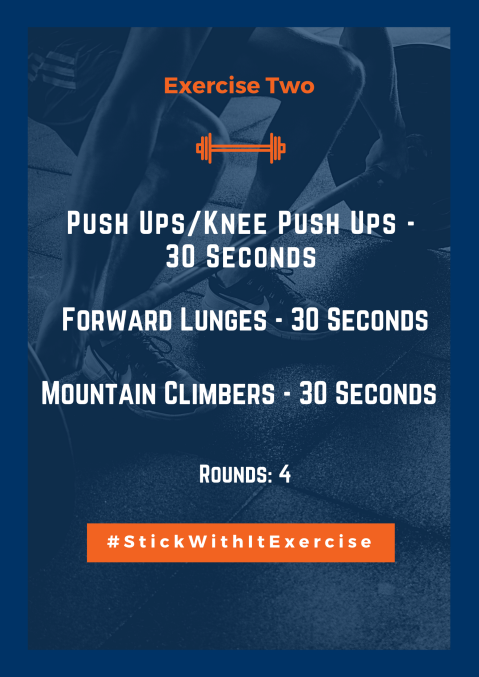 Exercise Two
Push Ups/Knee Push Ups -
30 Seconds
Forward Lunges - 30 Seconds
Mountain Climbers - 30 Seconds
Rounds: 4
#StickWithItExercise